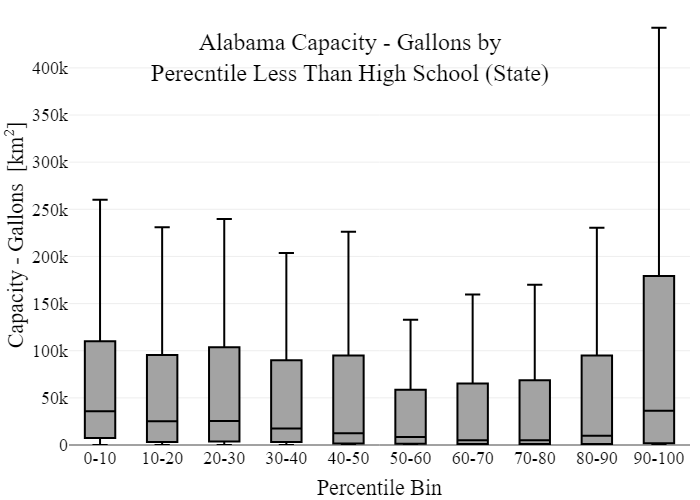 Alabama Capacity - Gallons by
Perecntile Less Than High School (State)
Capacity - Gallons [km²]
400k
350k
300k
250k
200k
150k
100k
50k
0
0-10 10-20 20-30 30-40 40-50 50-60 60-70 70-80 80-90 90-100
Percentile Bin